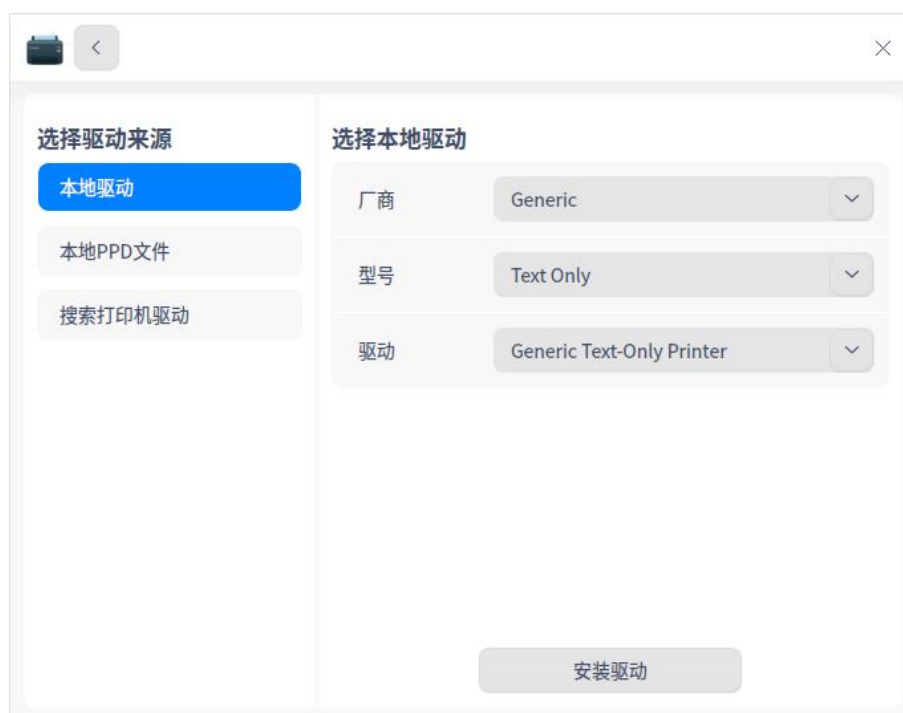 选择驱动来源
本地驱动
本地PPD文件
搜索打印机驱动
选择本地驱动
厂商 Generic
型号 Text Only
驱动 Generic Text-Only Printer
安装驱动